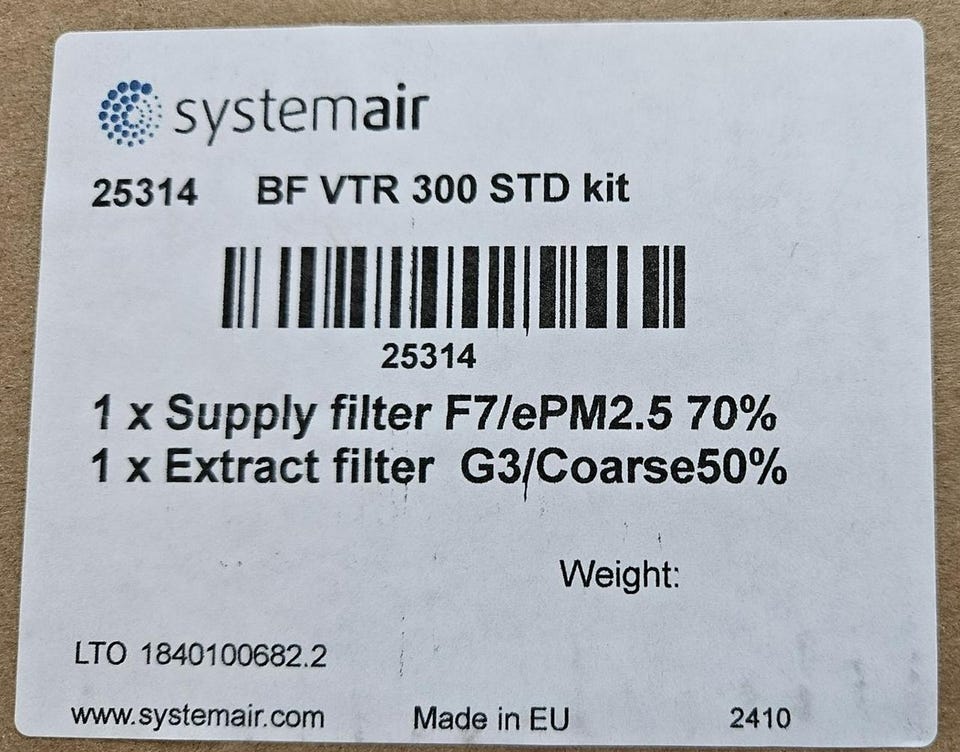 systemair
25314 BF VTR 300 STD kit
25314
1 x Supply filter F7/ePM2.5 70%
1 x Extract filter G3/Coarse50%
Weight:
LTO 1840100682.2
www.systemair.com Made in EU 2410